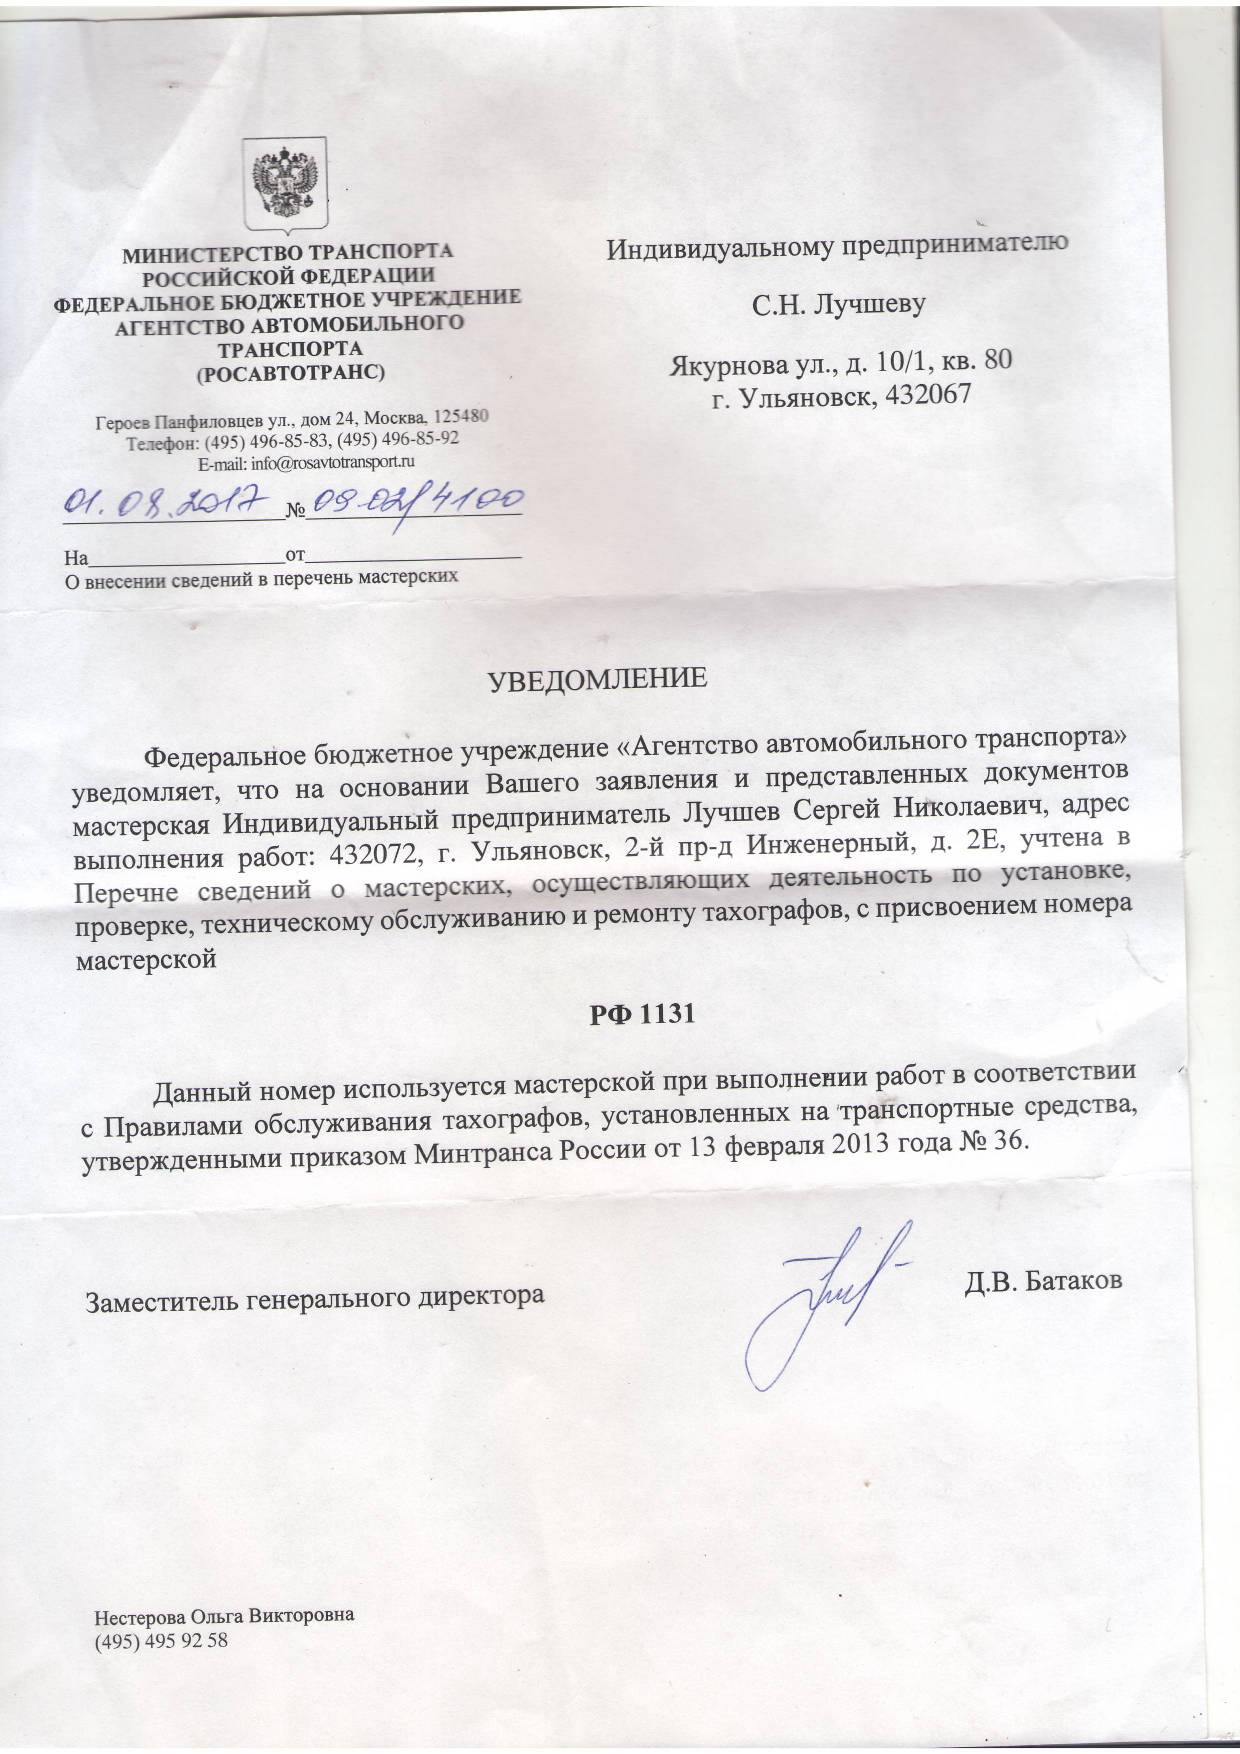 МИНИСТЕРСТВО ТРАНСПОРТА
РОССИЙСКОЙ ФЕДЕРАЦИИ
ФЕДЕРАЛЬНОЕ БЮДЖЕТНОЕ УЧРЕЖДЕНИЕ
АГЕНТСТВО АВТОМОБИЛЬНОГО
ТРАНСПОРТА
(РОСАВТОТРАНС)
Героев Панфиловцев ул., дом 24, Москва, 125480
Телефон: (495) 496-85-83, (495) 496-85-92
E-mail: info@rosavtotransport.ru
01.08.2017 № 09-02/4100
На от
О внесении сведений в перечень мастерских
Индивидуальному предпринимателю
С.Н. Лучшеву
Якурнова ул., д. 10/1, кв. 80
г. Ульяновск, 432067
УВЕДОМЛЕНИЕ
Федеральное бюджетное учреждение «Агентство автомобильного транспорта»
уведомляет, что на основании Вашего заявления и представленных документов
мастерская Индивидуальный предприниматель Лучшев Сергей Николаевич, адрес
выполнения работ: 432072, г. Ульяновск, 2-й пр-д Инженерный, д. 2Е, учтена в
Перечне сведений о мастерских, осуществляющих деятельность по установке,
проверке, техническому обслуживанию и ремонту тахографов, с присвоением номера
мастерской
РФ 1131
Данный номер используется мастерской при выполнении работ в соответствии
с Правилами обслуживания тахографов, установленных на транспортные средства,
утвержденными приказом Минтранса России от 13 февраля 2013 года № 36.
Заместитель генерального директора Д.В. Батаков
Нестерова Ольга Викторовна
(495) 495 92 58